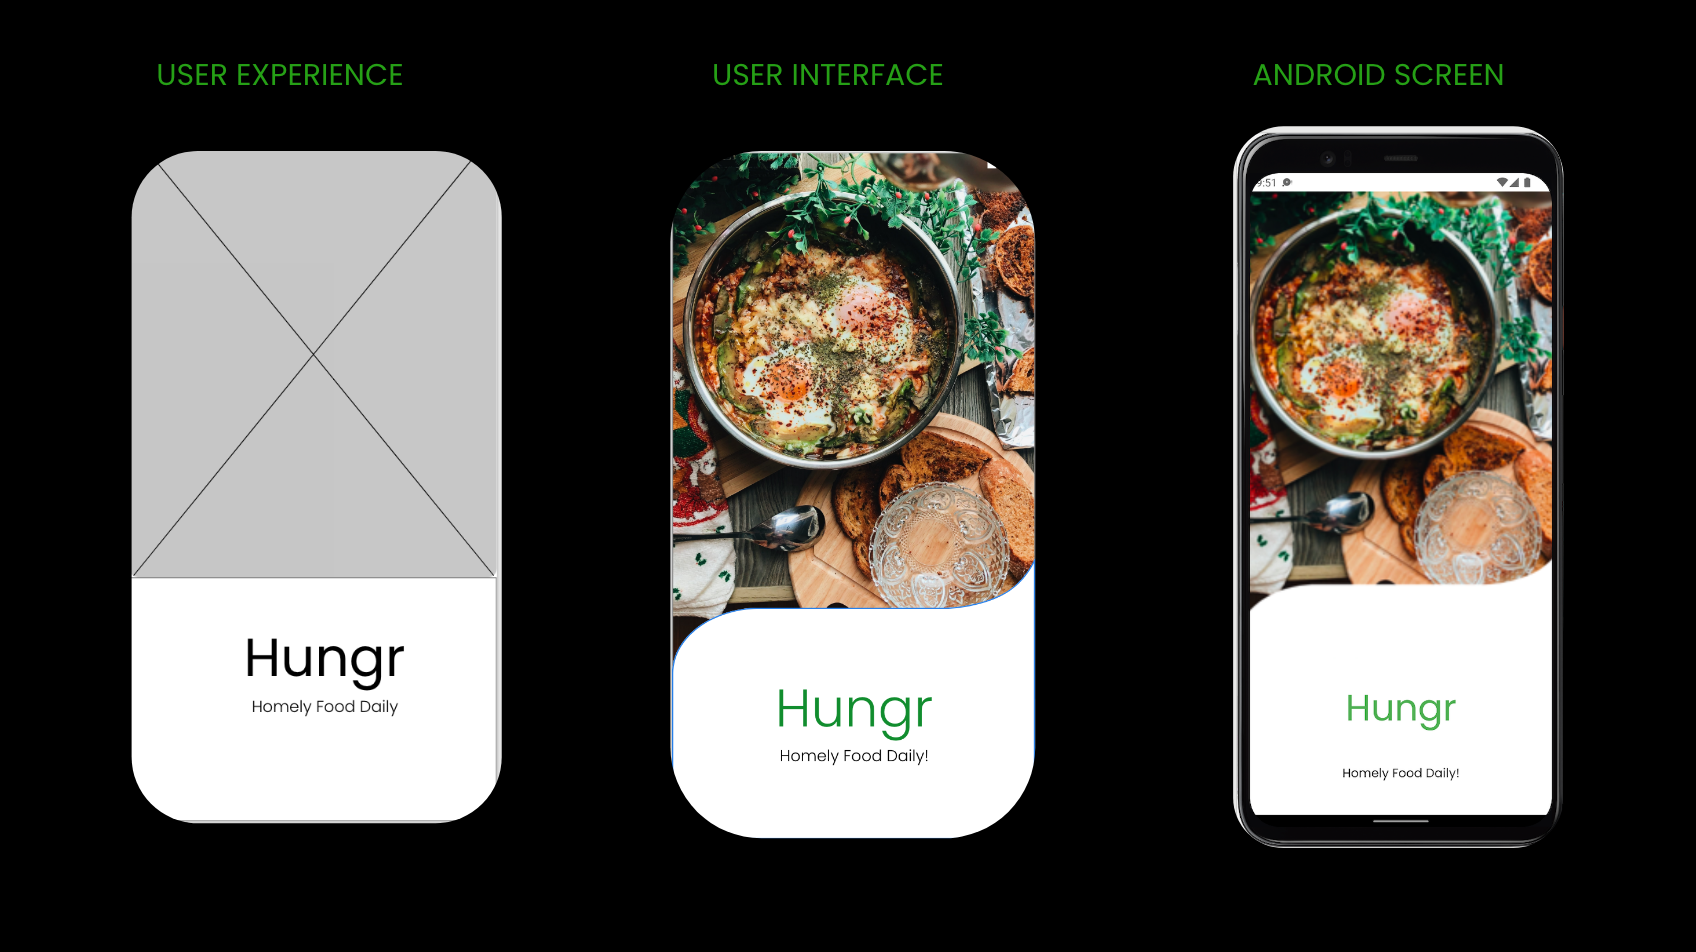 USER EXPERIENCE
USER INTERFACE
ANDROID SCREEN
Hungr
Homely Food Daily
Hungr
Homely Food Daily!
9:51
Hungr
Homely Food Daily!